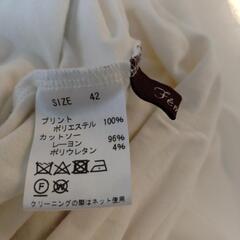 SIZE 42
プリント 100%
ポリエステル
カットソー 96%
レーヨン
ポリウレタン 4%
クリーニングの際はネット使用